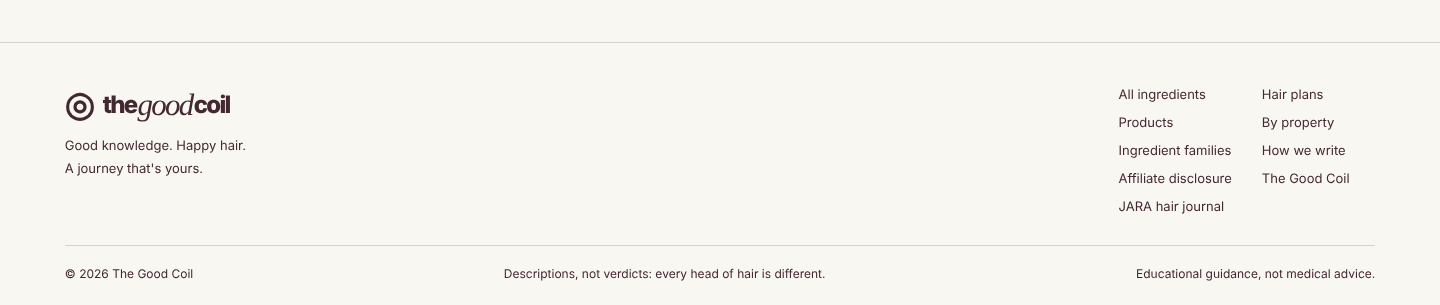 thegoodcoil
Good knowledge. Happy hair.
A journey that's yours.
All ingredients
Products
Ingredient families
Affiliate disclosure
JARA hair journal
Hair plans
By property
How we write
The Good Coil
© 2026 The Good Coil
Descriptions, not verdicts: every head of hair is different.
Educational guidance, not medical advice.